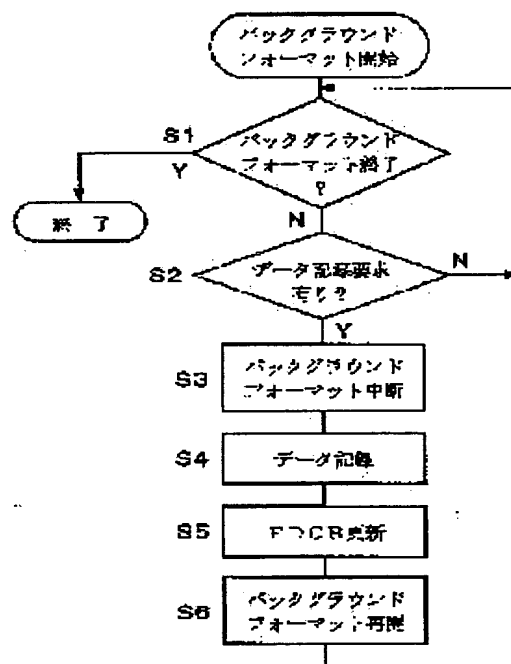 バックグラウンド
フォーマット開始
S1
バックグラウンド
フォーマット終了
?
Y
終了
N
S2
データ記録要求
有り?
N
Y
S3
バックグラウンド
フォーマット中断
S4
データ記録
S5
FDCB更新
S6
バックグラウンド
フォーマット再開